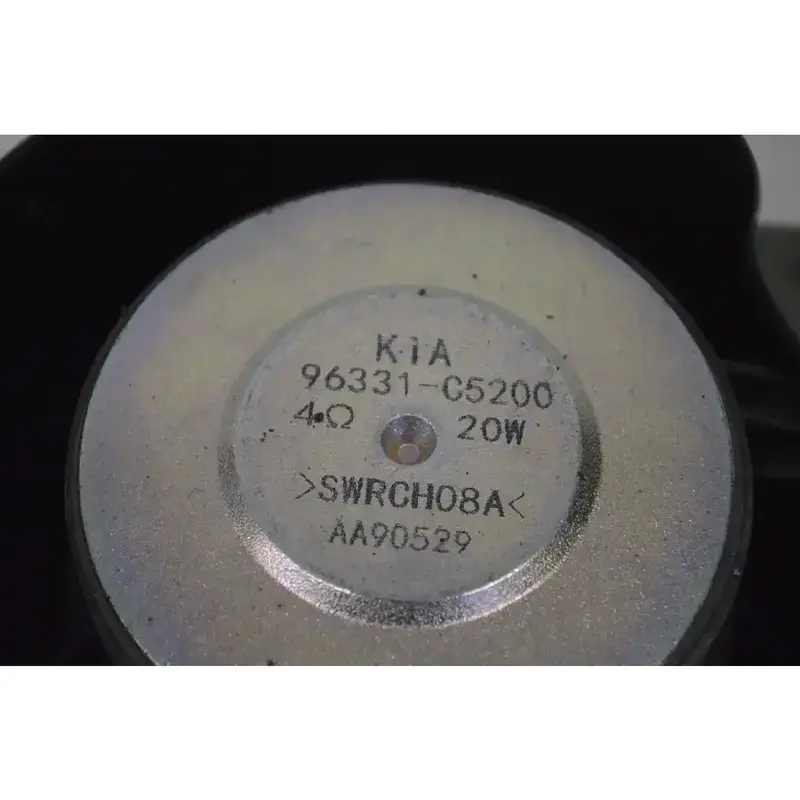 KIA
96331-C5200
4Ω 20W
>SWRCH08A<
AA90529